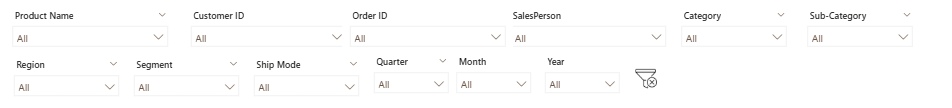 Product Name Customer ID Order ID SalesPerson Category Sub-Category
All All All All All All
Region Segment Ship Mode Quarter Month Year
All All All All All All